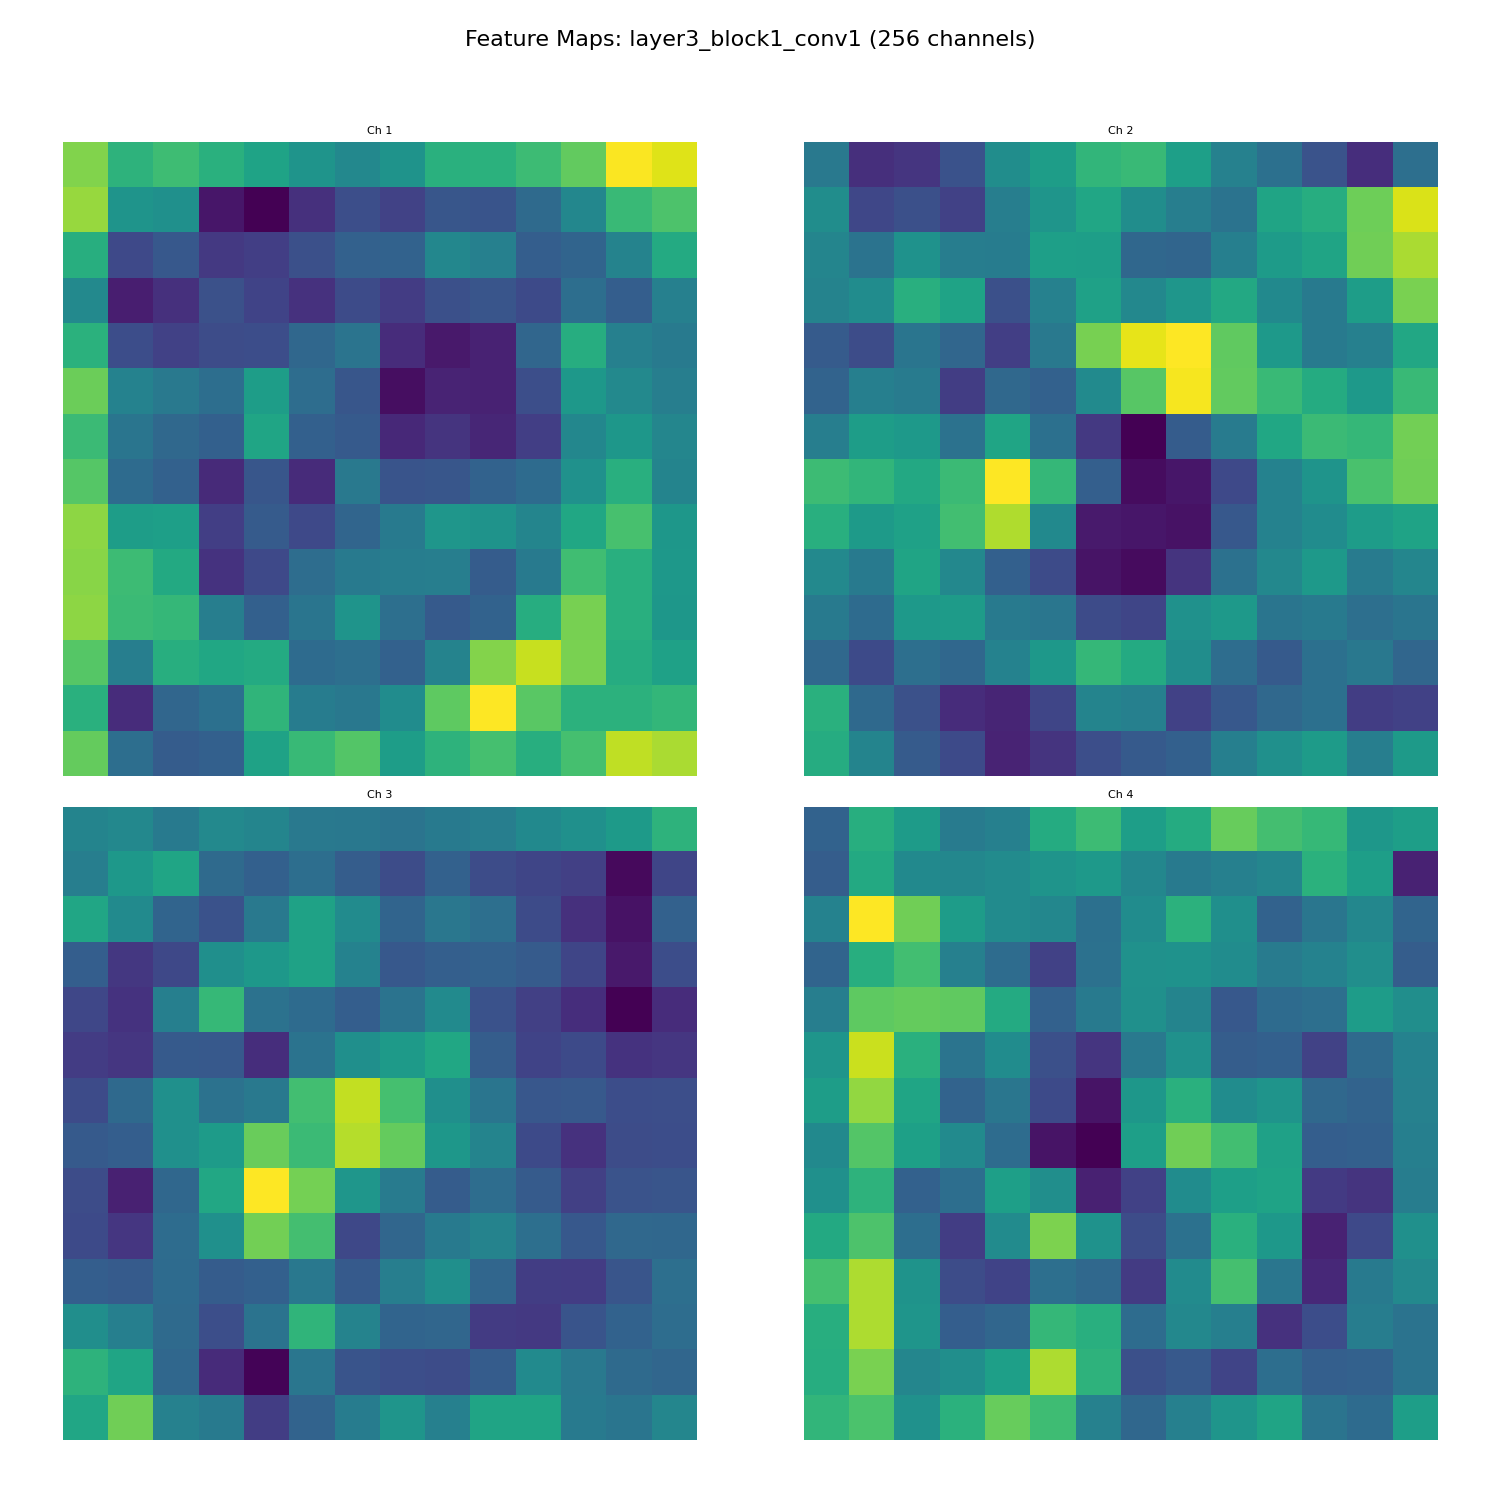 Feature Maps: layer3_block1_conv1 (256 channels)
Ch 1
Ch 2
Ch 3
Ch 4